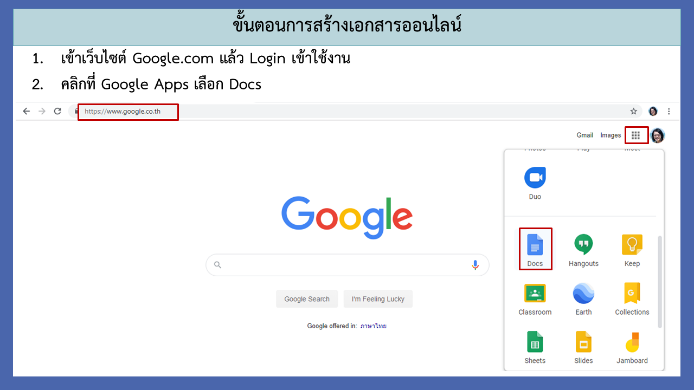 ขั้นตอนการสร้างเอกสารออนไลน์
1. เข้าเว็บไซต์ Google.com แล้ว Login เข้าใช้งาน
2. คลิกที่ Google Apps เลือก Docs
https://www.google.co.th
Gmail Images
Duo
Google
Docs Hangouts Keep
Classroom Earth Collections
Google Search I'm Feeling Lucky
Google offered in: ภาษาไทย
Sheets Slides Jamboard